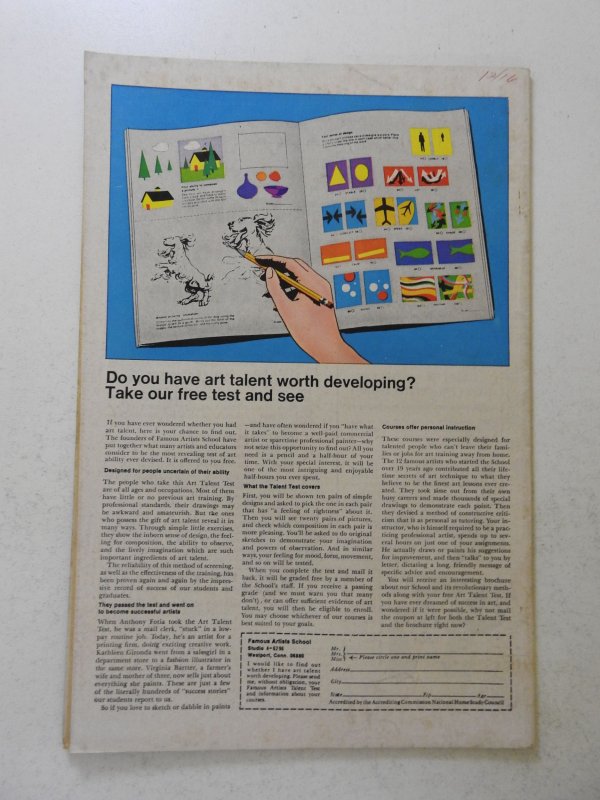 12/16
Do you have art talent worth developing?
Take our free test and see
If you have ever wondered whether you had
art talent, here is your chance to find out.
The founders of Famous Artists School have
put together what many artists and educators
consider to be the most revealing test of art
ability ever devised. It is offered to you free.
Designed for people uncertain of their ability
The people who take this Art Talent Test
are of all ages and occupations. Most of them
have little or no previous art training. By
professional standards, their drawings may
be awkward and amateurish. But the ones
who possess the gift of art talent reveal it in
many ways. Through simple little exercises,
they show the inborn sense of design, the feel-
ing for composition, the ability to observe,
and the lively imagination which are such
important ingredients of art talent.
The reliability of this method of screening,
as well as the effectiveness of the training, has
been proven again and again by the impres-
sive record of success of our students and
graduates.
They passed the test and went on
to become successful artists
When Anthony Fotia took the Art Talent
Test, he was a mail clerk, "stuck" in a low-
pay routine job. Today, he's an artist for a
printing firm, doing exciting creative work.
Kathleen Gironda went from a salesgirl in a
department store to a fashion illustrator in
the same store. Virginia Barter, a farmer's
wife and mother of three, now sells just about
everything she paints. These are just a few
of the literally hundreds of "success stories"
our students report to us.
So if you love to sketch or dabble in paints
—and have often wondered if you "have what
it takes" to become a well-paid commercial
artist or sparetime professional painter—why
not seize this opportunity to find out? All you
need is a pencil and a half-hour of your
time. With your special interest, it will be
one of the most intriguing and enjoyable
half-hours you ever spent.
What the Talent Test covers
First, you will be shown ten pairs of simple
designs and asked to pick the one in each pair
that has "a feeling of rightness" about it.
Then you will see twenty pairs of pictures,
and check which composition in each pair is
more pleasing. You'll be asked to do original
sketches to demonstrate your imagination
and powers of observation. And in similar
ways, your feeling for mood, form, movement,
and so on will be tested.
When you complete the test and mail it
back, it will be graded free by a member of
the School's staff. If you receive a passing
grade (and we must warn you that many
don't), or can offer sufficient evidence of art
talent, you will then be eligible to enroll.
You may choose whichever of our courses is
best suited to your goals.
Courses offer personal instruction
These courses were especially designed for
talented people who can't leave their fami-
lies or jobs for art training away from home.
The 12 famous artists who started the School
over 19 years ago contributed all their life-
time secrets of art technique to what they
believe to be the finest art lessons ever cre-
ated. They took time out from their own
busy careers and made thousands of special
drawings to demonstrate each point. Then
they devised a method of constructive criti-
cism that is as personal as tutoring. Your in-
structor, who is himself required to be a prac-
ticing professional artist, spends up to sev-
eral hours on just one of your assignments.
He actually draws or paints his suggestions
for improvement, and then "talks" to you by
letter, dictating a long, friendly message of
specific advice and encouragement.
You will receive an interesting brochure
about our School and its revolutionary meth-
ods along with your free Art Talent Test. If
you have ever dreamed of success in art, and
wondered if it were possible, why not mail
the coupon at left for both the Talent Test
and the brochure right now?
Famous Artists School
Westport, Conn. 06880
I would like to find out
whether I have art talent
worth developing. Please send
me, without obligation, your
Famous Artists Talent Test
and information about your
courses.
Mr.
Mrs.
Miss
Please circle one and print name
Address
City
State Zip Age
Accredited by the Accrediting Commission National Home Study Council